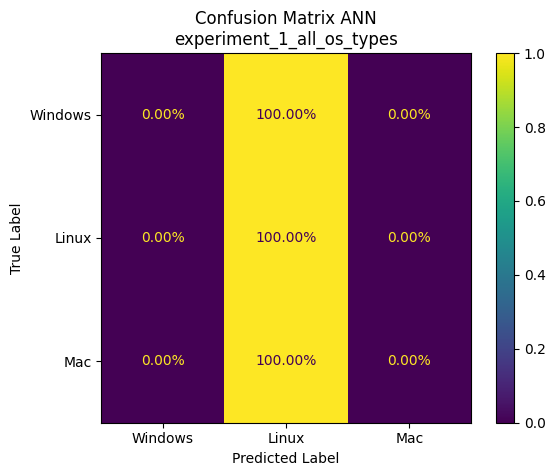 Confusion Matrix ANN
experiment_1_all_os_types
True Label
Windows
0.00% 100.00% 0.00%
Linux
0.00% 100.00% 0.00%
Mac
0.00% 100.00% 0.00%
Windows Linux Mac
Predicted Label
1.0
0.8
0.6
0.4
0.2
0.0